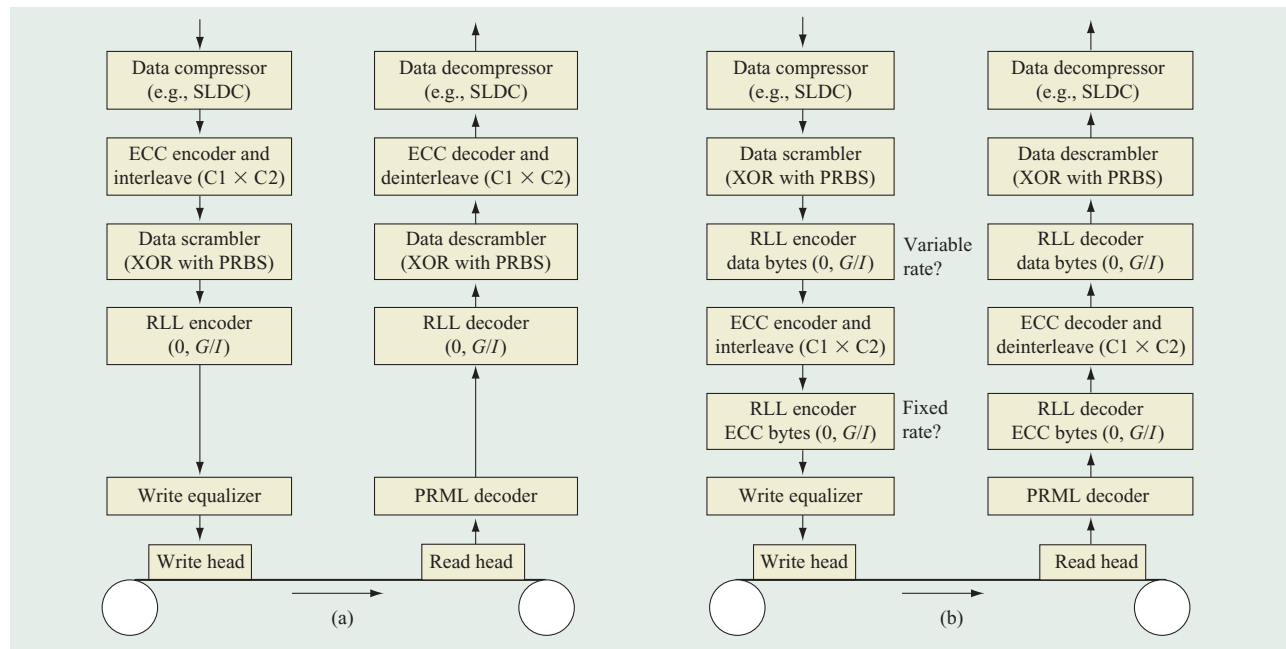 Data compressor
(e.g., SLDC)
ECC encoder and
interleave (C1 × C2)
Data scrambler
(XOR with PRBS)
RLL encoder
(0, G/I)
Write equalizer
Write head
Data decompressor
(e.g., SLDC)
ECC decoder and
deinterleave (C1 × C2)
Data descrambler
(XOR with PRBS)
RLL decoder
(0, G/I)
PRML decoder
Read head
(a)
Data compressor
(e.g., SLDC)
Data scrambler
(XOR with PRBS)
RLL encoder
data bytes (0, G/I)
Variable
rate?
ECC encoder and
interleave (C1 × C2)
RLL encoder
ECC bytes (0, G/I)
Fixed
rate?
Write equalizer
Write head
Data decompressor
(e.g., SLDC)
Data descrambler
(XOR with PRBS)
RLL decoder
data bytes (0, G/I)
ECC decoder and
deinterleave (C1 × C2)
RLL decoder
ECC bytes (0, G/I)
PRML decoder
Read head
(b)